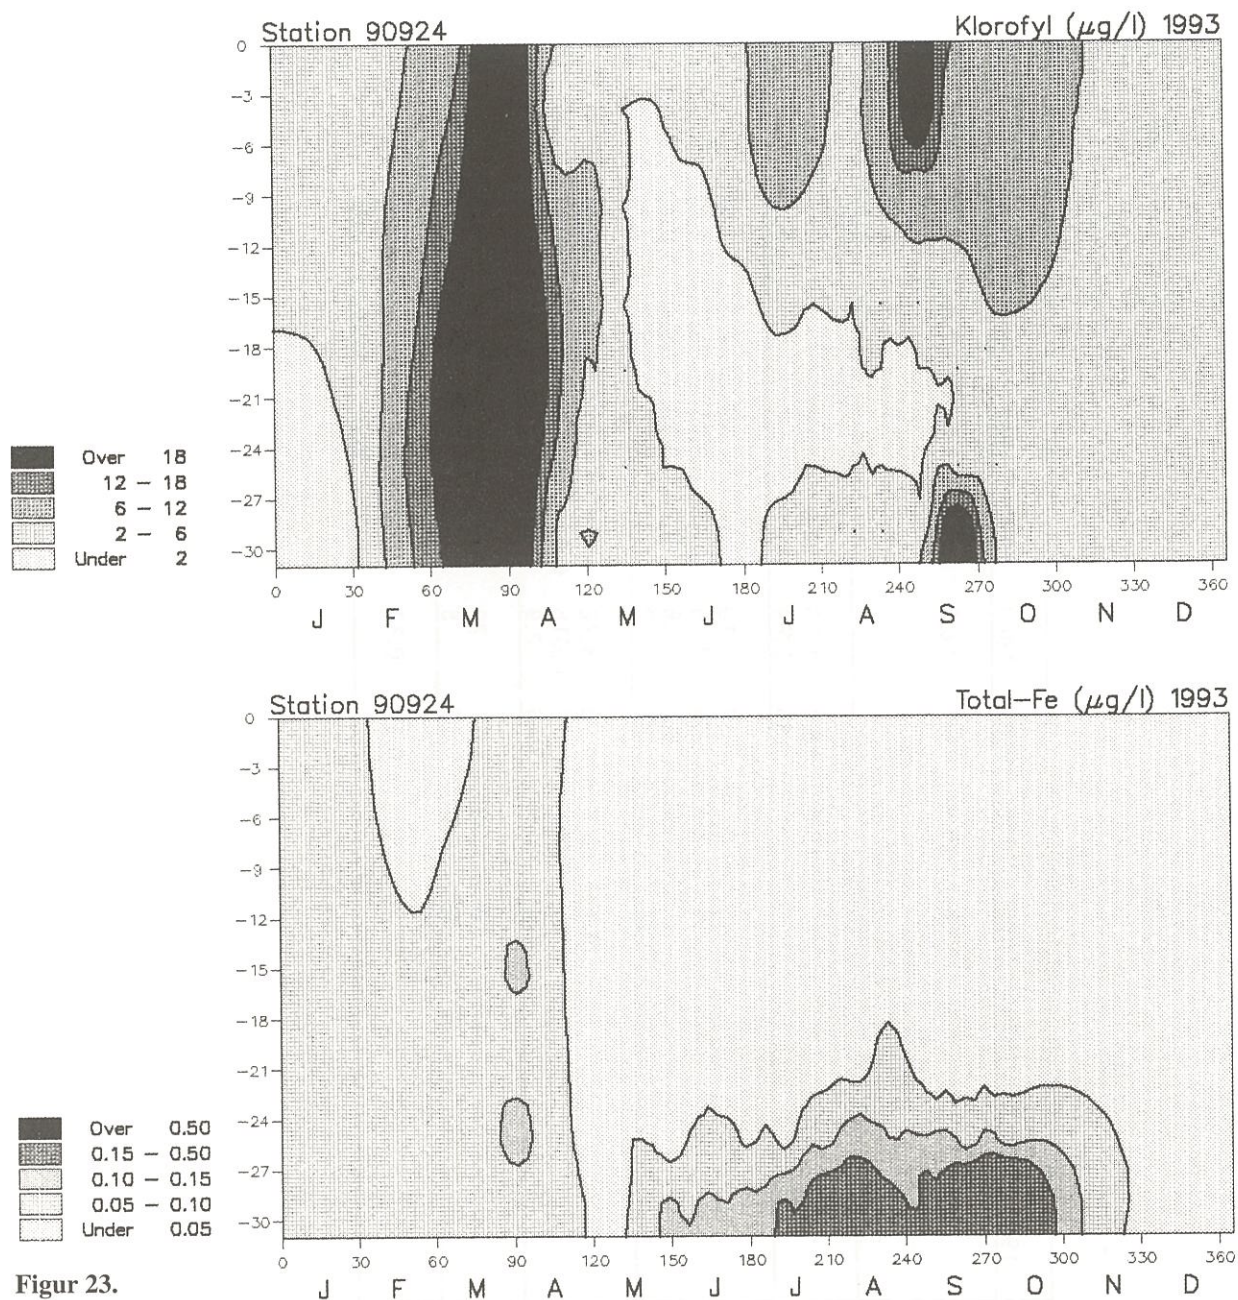 Station 90924 Klorofyl (µg/l) 1993
0
−3
−6
−9
−12
−15
−18
−21
−24
−27
−30
Over 18
12 − 18
6 − 12
2 − 6
Under 2
0 30 60 90 120 150 180 210 240 270 300 330 360
J F M A M J J A S O N D
Station 90924 Total−Fe (µg/l) 1993
0
−3
−6
−9
−12
−15
−18
−21
−24
−27
−30
Over 0.50
0.15 − 0.50
0.10 − 0.15
0.05 − 0.10
Under 0.05
0 30 60 90 120 150 180 210 240 270 300 330 360
J F M A M J J A S O N D
Figur 23.